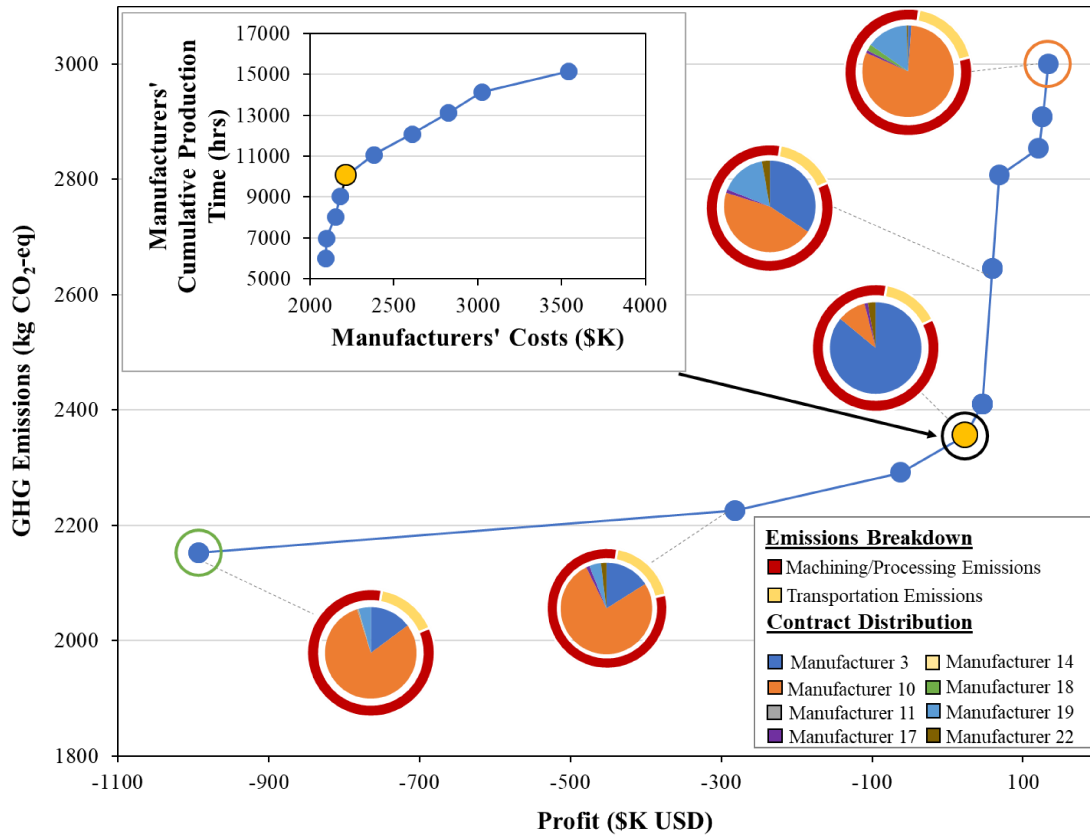 GHG Emissions (kg CO₂-eq)
3000
2800
2600
2400
2200
2000
1800
-1100
-900
-700
-500
-300
-100
100
Profit ($K USD)
Manufacturers'
Cumulative Production
Time (hrs)
17000
15000
13000
11000
9000
7000
5000
2000
2500
3000
3500
4000
Manufacturers' Costs ($K)
Emissions Breakdown
Machining/Processing Emissions
Transportation Emissions
Contract Distribution
Manufacturer 3
Manufacturer 14
Manufacturer 10
Manufacturer 18
Manufacturer 11
Manufacturer 19
Manufacturer 17
Manufacturer 22